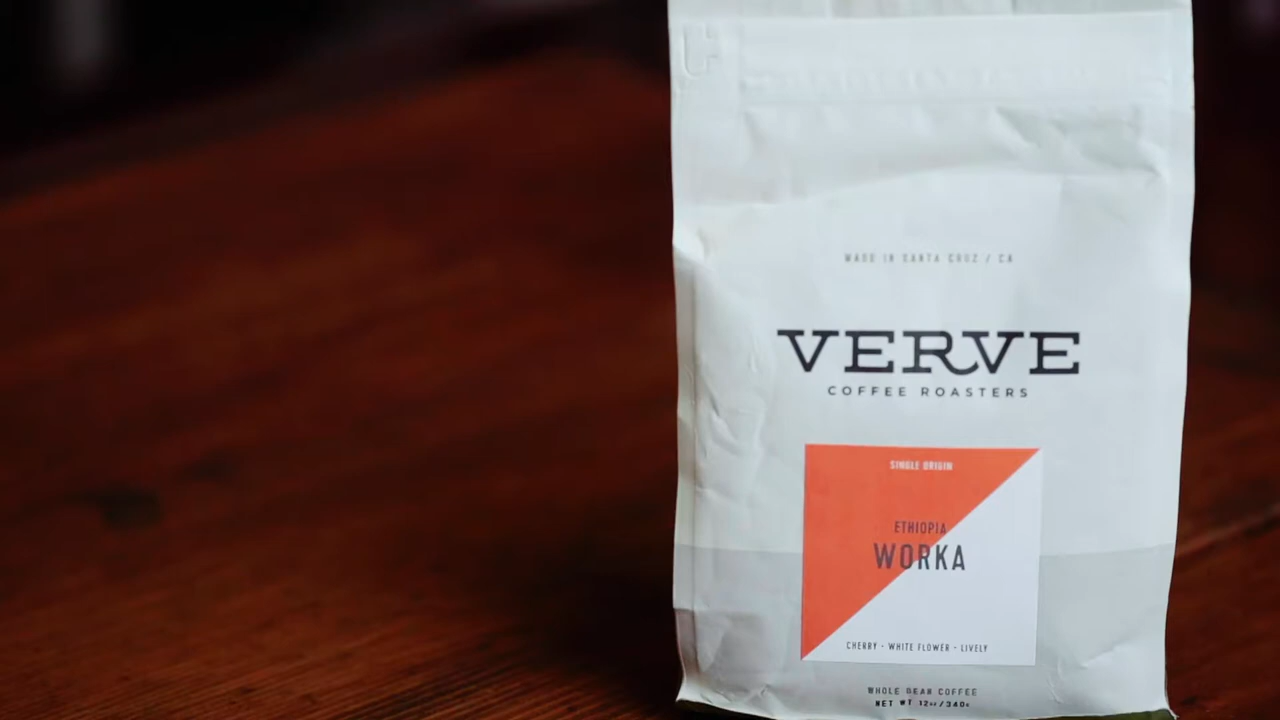 MADE IN SANTA CRUZ / CA
VERVE
COFFEE ROASTERS
SINGLE ORIGIN
ETHIOPIA
WORKA
CHERRY - WHITE FLOWER - LIVELY
WHOLE BEAN COFFEE
NET WT 12oz/340g